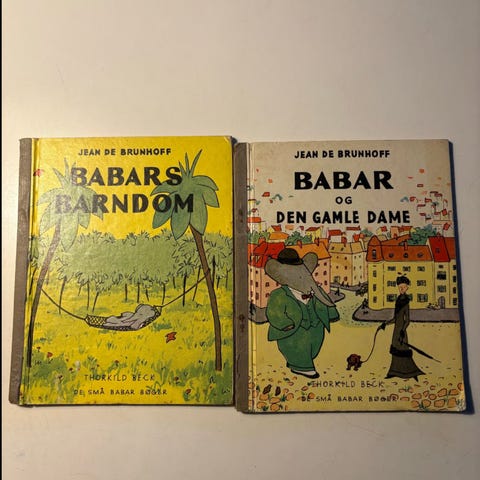 JEAN DE BRUNHOFF
BABARS
BARNDOM
THORKILD BECK
DE SMÅ BABAR BØGER
JEAN DE BRUNHOFF
BABAR
OG
DEN GAMLE DAME
THORKILD BECK
DE SMÅ BABAR BØGER